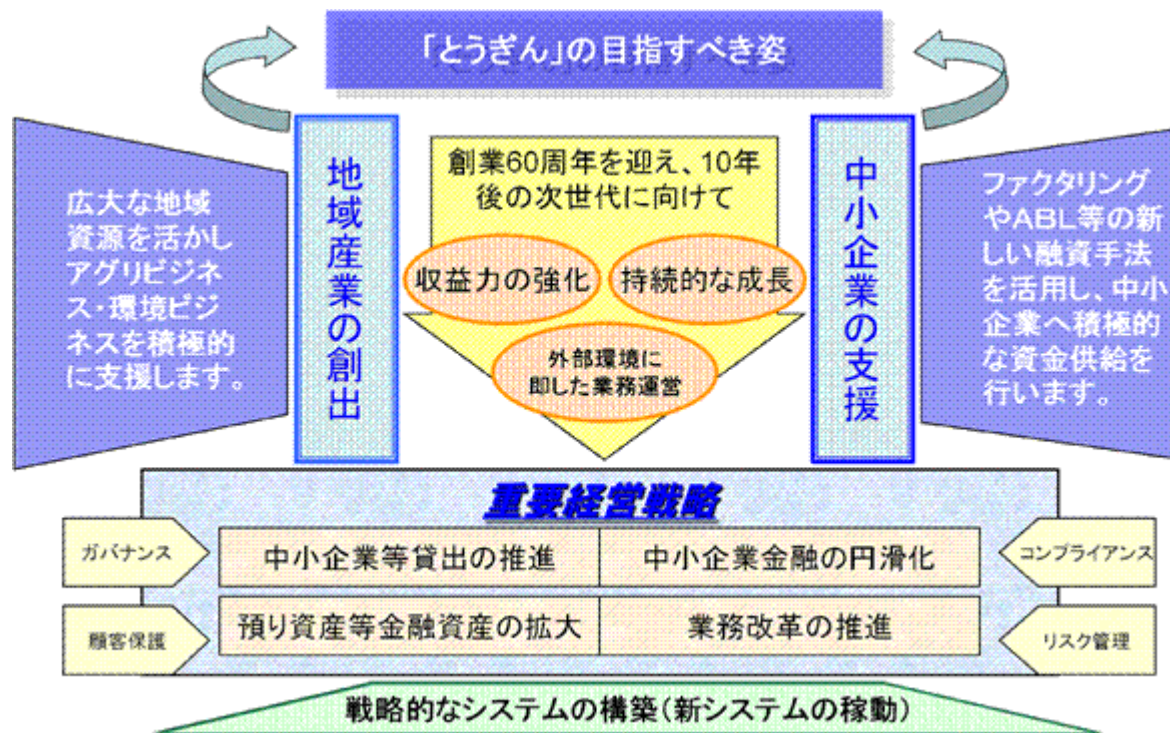 「とうぎん」の目指すべき姿
広大な地域
資源を活かし
アグリビジネ
ス・環境ビジ
ネスを積極的
に支援します。
地域産業の創出
創業60周年を迎え、10年
後の次世代に向けて
収益力の強化
持続的な成長
外部環境に
即した業務運営
中小企業の支援
ファクタリング
やABL等の新
しい融資手法
を活用し、中小
企業へ積極的
な資金供給を
行います。
重要経営戦略
ガバナンス
中小企業等貸出の推進
中小企業金融の円滑化
コンプライアンス
顧客保護
預り資産等金融資産の拡大
業務改革の推進
リスク管理
戦略的なシステムの構築(新システムの稼動)